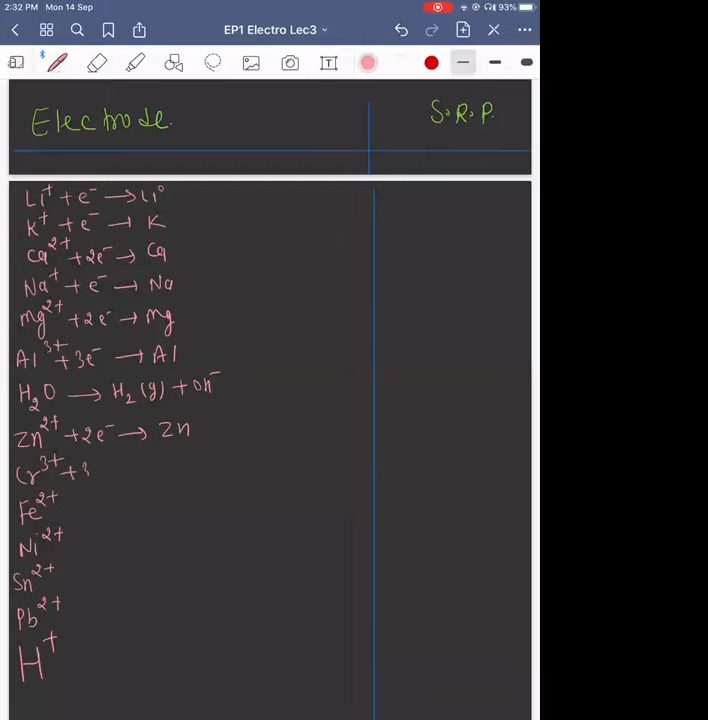 2:32 PM Mon 14 Sep
93%
EP1 Electro Lec3
T
Electrode. S.R.P.
Li⁺ + e⁻ → Li⁰
K⁺ + e⁻ → K
Ca²⁺ + 2e⁻ → Ca
Na⁺ + e⁻ → Na
Mg²⁺ + 2e⁻ → Mg
Al³⁺ + 3e⁻ → Al
H₂O → H₂(g) + OH⁻
Zn²⁺ + 2e⁻ → Zn
Cr³⁺ + 3
Fe²⁺
Ni²⁺
Sn²⁺
Pb²⁺
H⁺